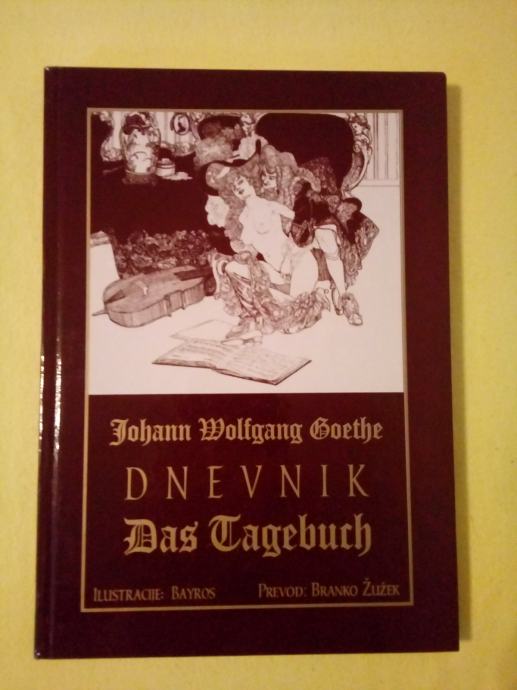 Johann Wolfgang Goethe
DNEVNIK
Das Tagebuch
ILUSTRACIJE: BAYROS PREVOD: BRANKO ŽUŽEK